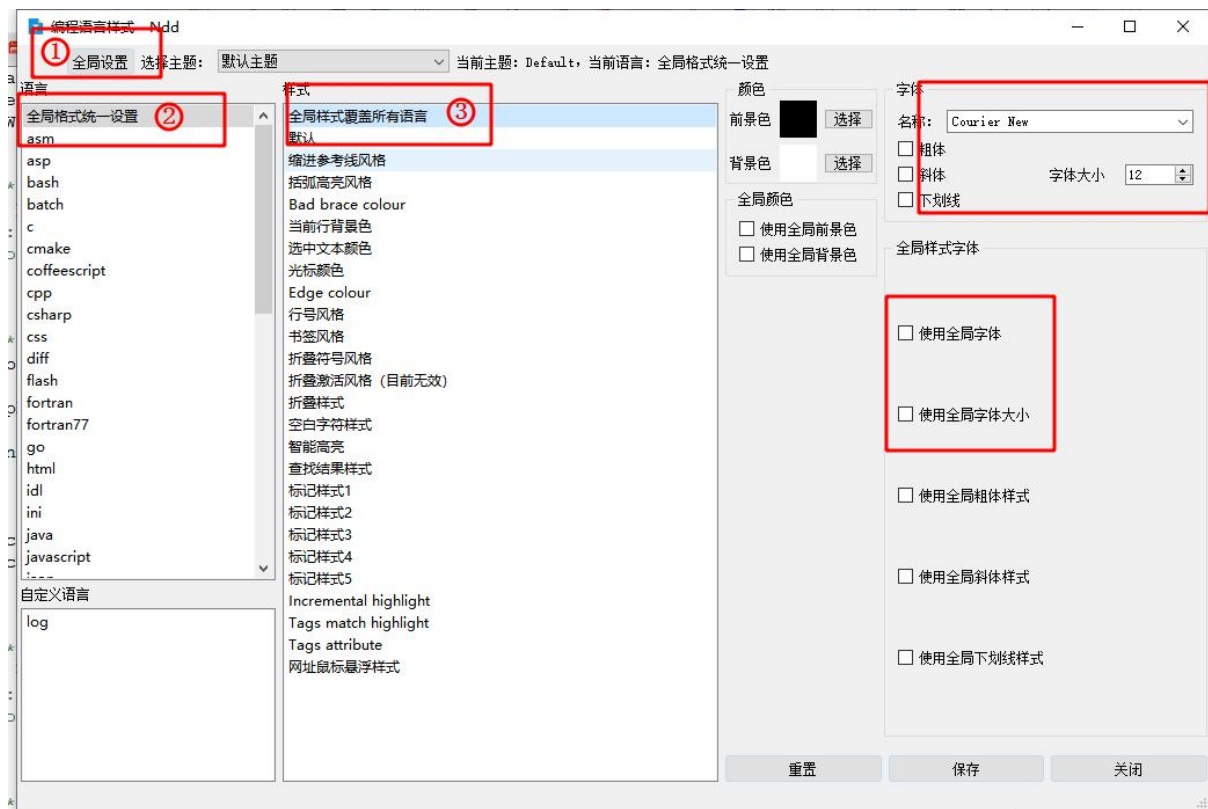 编程语言样式 - Ndd
①
全局设置 选择主题: 默认主题 当前主题: Default, 当前语言: 全局格式统一设置
语言
全局格式统一设置 ②
asm
asp
bash
batch
c
cmake
coffeescript
cpp
csharp
css
diff
flash
fortran
fortran77
go
html
idl
ini
java
javascript
自定义语言
log
样式
全局样式覆盖所有语言 ③
默认
缩进参考线风格
括弧高亮风格
Bad brace colour
当前行背景色
选中文本颜色
光标颜色
Edge colour
行号风格
书签风格
折叠符号风格
折叠激活风格 (目前无效)
折叠样式
空白字符样式
智能高亮
查找结果样式
标记样式1
标记样式2
标记样式3
标记样式4
标记样式5
Incremental highlight
Tags match highlight
Tags attribute
网址鼠标悬浮样式
颜色
前景色 选择
背景色 选择
全局颜色
使用全局前景色
使用全局背景色
字体
名称: Courier New
粗体
斜体 字体大小 12
下划线
全局样式字体
使用全局字体
使用全局字体大小
使用全局粗体样式
使用全局斜体样式
使用全局下划线样式
重置 保存 关闭